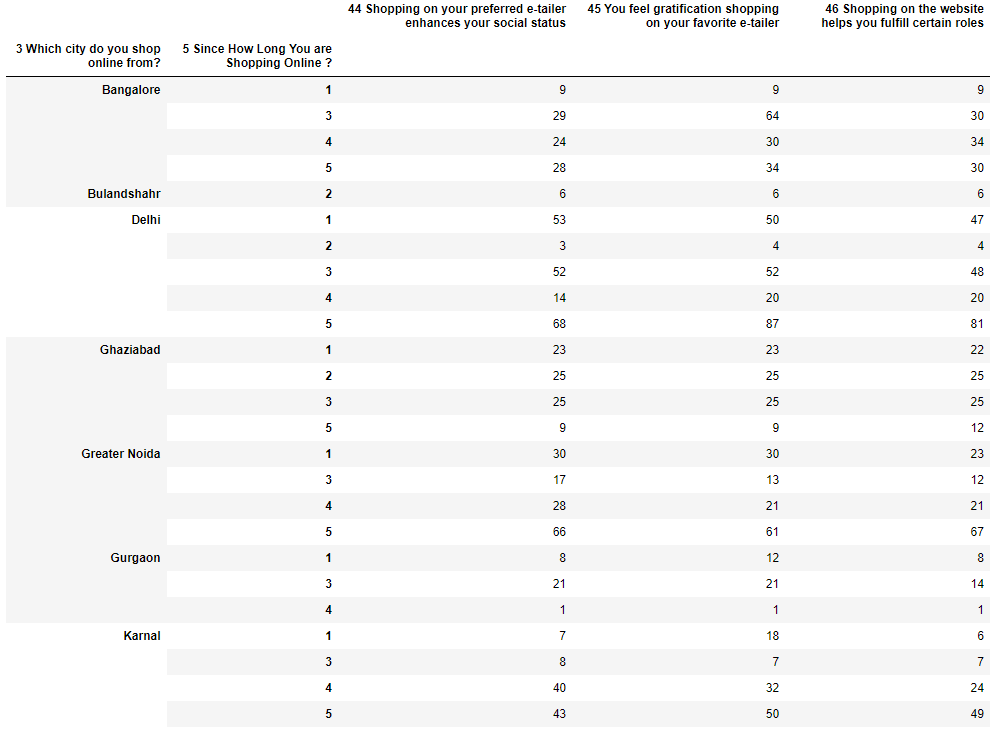 44 Shopping on your preferred e-tailer enhances your social status
45 You feel gratification shopping on your favorite e-tailer
46 Shopping on the website helps you fulfill certain roles
3 Which city do you shop online from?
5 Since How Long You are Shopping Online ?
Bangalore 1 9 9 9
3 29 64 30
4 24 30 34
5 28 34 30
Bulandshahr 2 6 6 6
Delhi 1 53 50 47
2 3 4 4
3 52 52 48
4 14 20 20
5 68 87 81
Ghaziabad 1 23 23 22
2 25 25 25
3 25 25 25
5 9 9 12
Greater Noida 1 30 30 23
3 17 13 12
4 28 21 21
5 66 61 67
Gurgaon 1 8 12 8
3 21 21 14
4 1 1 1
Karnal 1 7 18 6
3 8 7 7
4 40 32 24
5 43 50 49